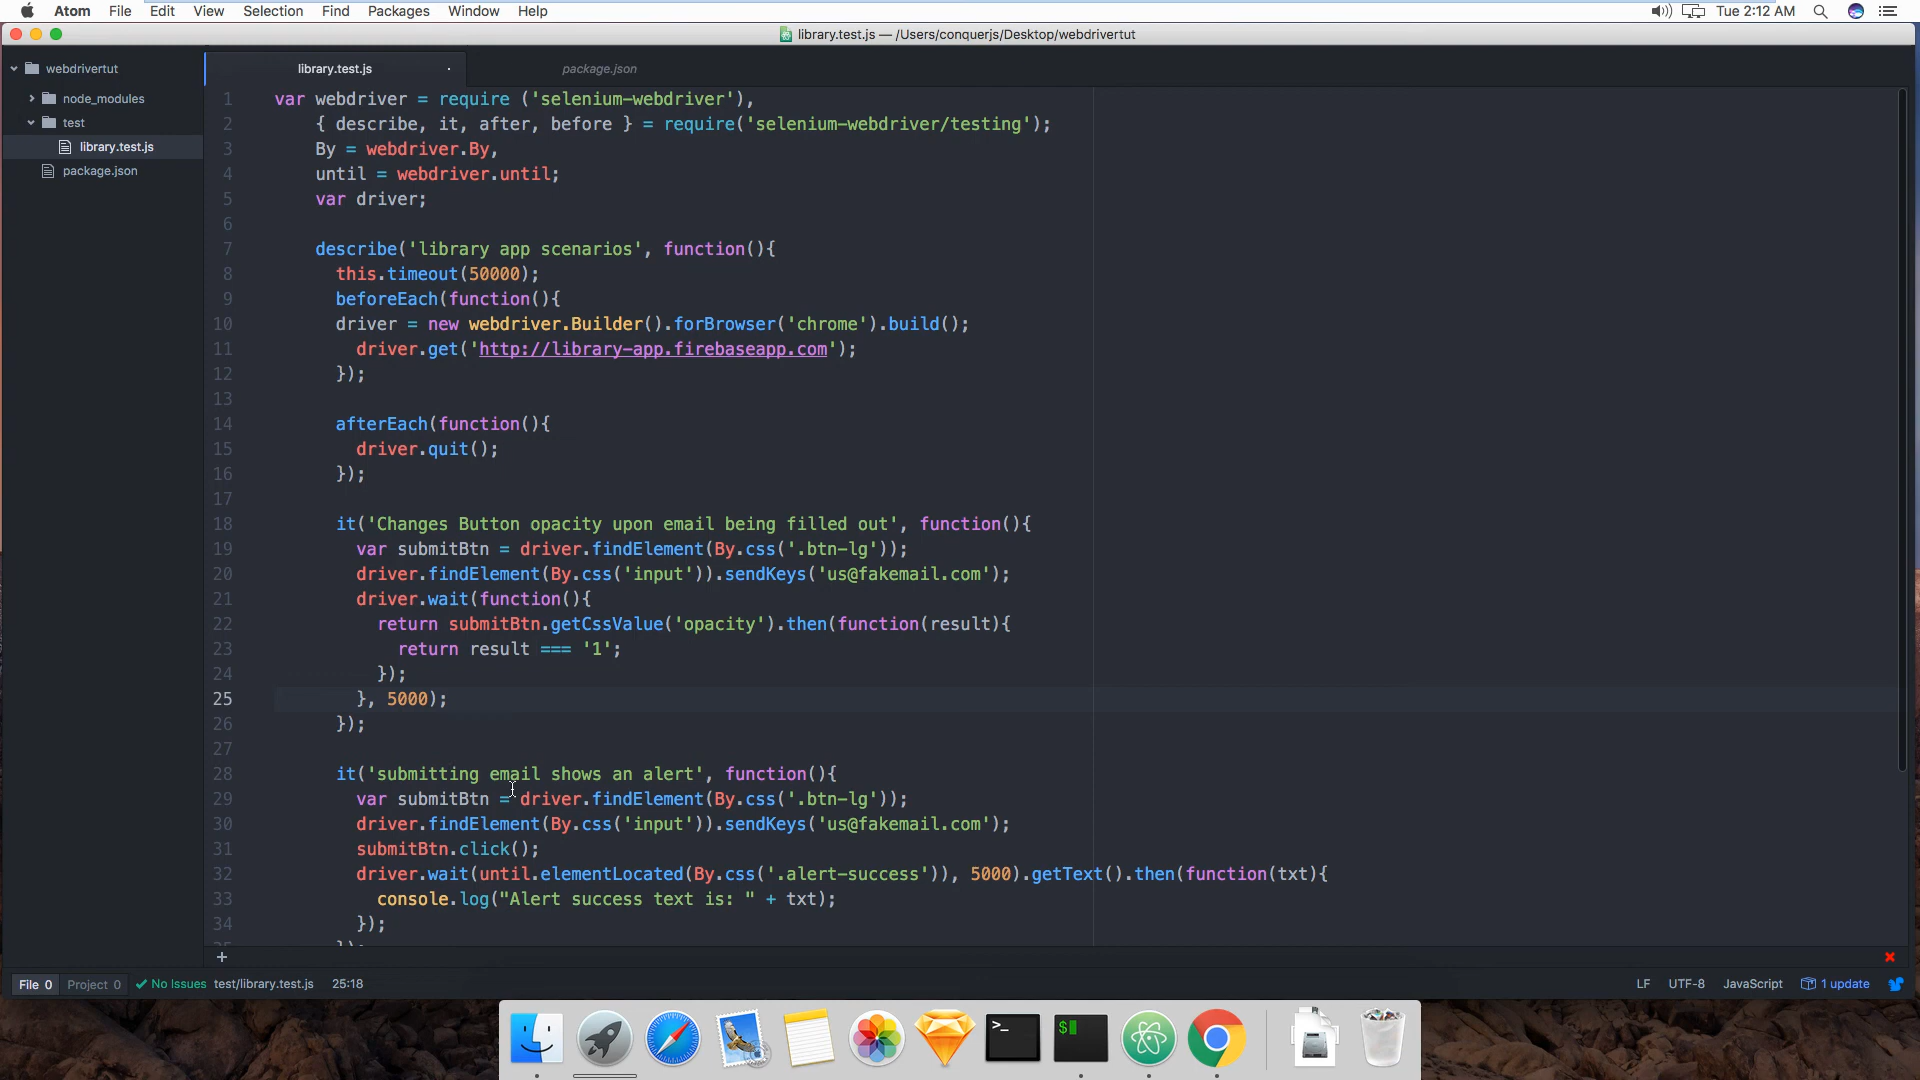 Atom File Edit View Selection Find Packages Window Help Tue 2:12 AM
library.test.js — /Users/conquerjs/Desktop/webdrivertut
webdrivertut
node_modules
test
library.test.js
package.json
library.test.js package.json
1 var webdriver = require ('selenium-webdriver'),
2 { describe, it, after, before } = require('selenium-webdriver/testing');
3 By = webdriver.By,
4 until = webdriver.until;
5 var driver;
6
7 describe('library app scenarios', function(){
8 this.timeout(50000);
9 beforeEach(function(){
10 driver = new webdriver.Builder().forBrowser('chrome').build();
11 driver.get('http://library-app.firebaseapp.com');
12 });
13
14 afterEach(function(){
15 driver.quit();
16 });
17
18 it('Changes Button opacity upon email being filled out', function(){
19 var submitBtn = driver.findElement(By.css('.btn-lg'));
20 driver.findElement(By.css('input')).sendKeys('us@fakemail.com');
21 driver.wait(function(){
22 return submitBtn.getCssValue('opacity').then(function(result){
23 return result === '1';
24 });
25 }, 5000);
26 });
27
28 it('submitting email shows an alert', function(){
29 var submitBtn = driver.findElement(By.css('.btn-lg'));
30 driver.findElement(By.css('input')).sendKeys('us@fakemail.com');
31 submitBtn.click();
32 driver.wait(until.elementLocated(By.css('.alert-success')), 5000).getText().then(function(txt){
33 console.log("Alert success text is: " + txt);
34 });
+
File 0 Project 0 No Issues test/library.test.js 25:18 LF UTF-8 JavaScript 1 update
>_ $